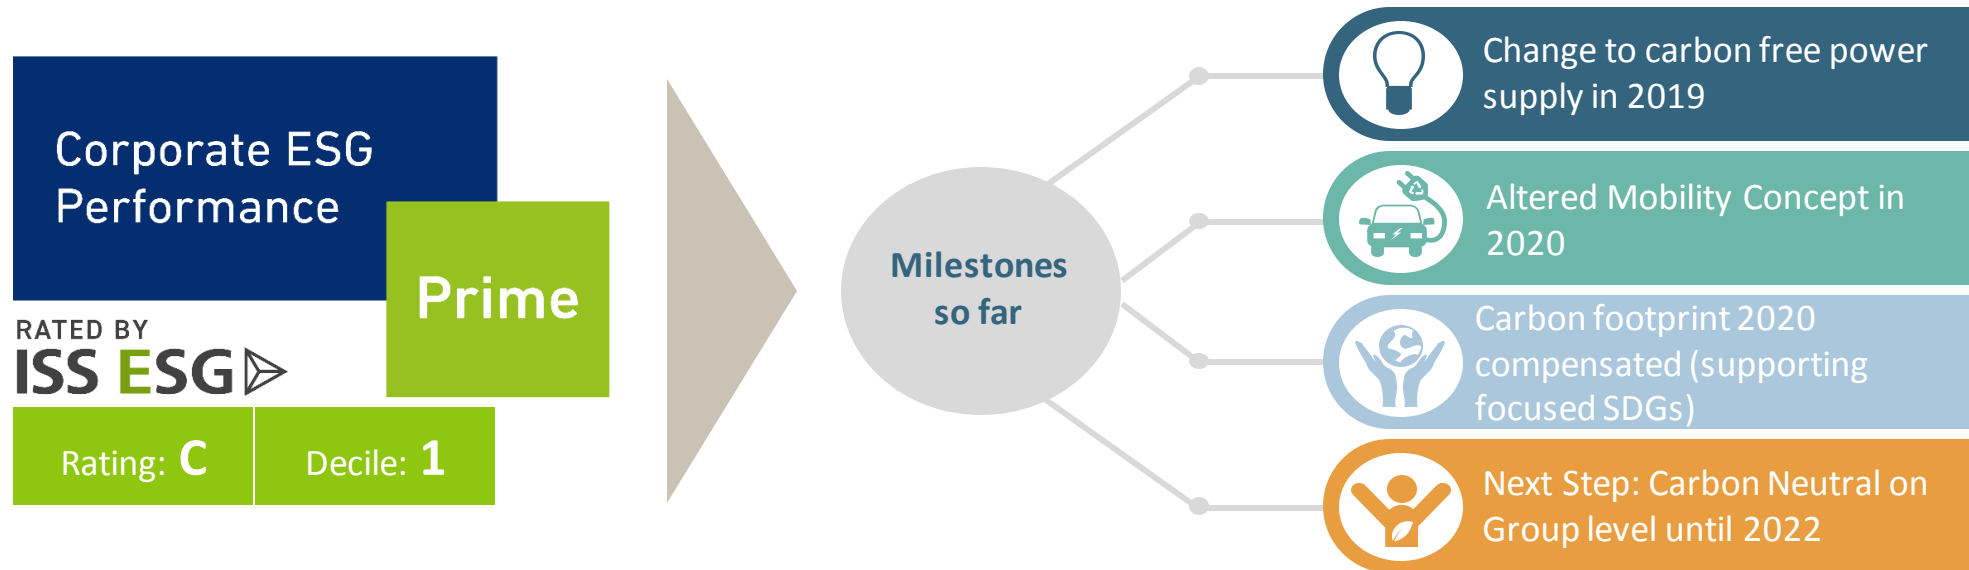 Corporate ESG
Performance
Prime
RATED BY
ISS ESG
Rating: C
Decile: 1
Milestones
so far
Change to carbon free power
supply in 2019
Altered Mobility Concept in
2020
Carbon footprint 2020
compensated (supporting
focused SDGs)
Next Step: Carbon Neutral on
Group level until 2022